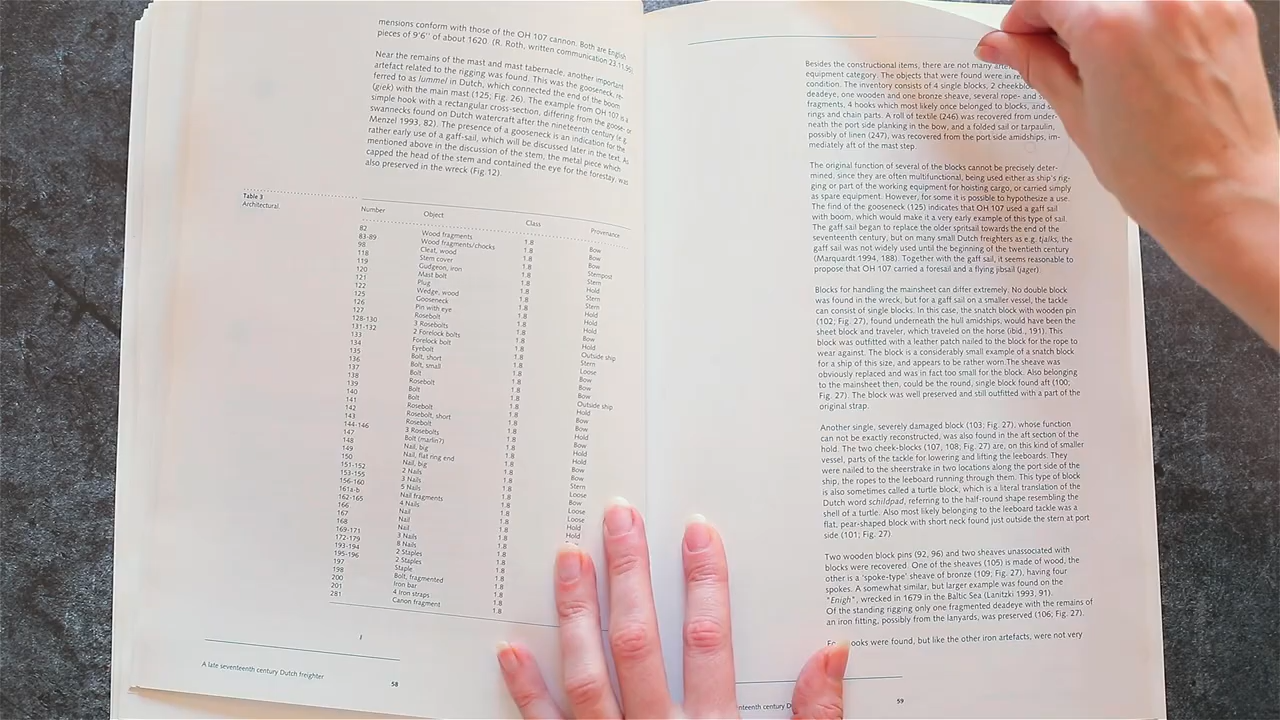 mensions conform with those of the OH 107 cannon. Both are English
pieces of 9'6" of about 1620 (R. Roth, written communication 23.11.
Near the remains of the mast and mast tabernacle, another important
artefact related to the rigging was found. This was the gooseneck, re-
ferred to as lummel in Dutch, which connected the end of the boom
(giek) with the main mast (125; Fig. 26). The example from OH 107 is a
simple hook with a rectangular cross-section, differing from the goose- or
swannecks found on Dutch watercraft after the nineteenth century (e.g.
Menzel 1993, 82). The presence of a gooseneck is an indication for the
rather early use of a gaff-sail, which will be discussed later in the text. As
mentioned above in the discussion of the stem, the metal piece which
capped the head of the stem and contained the eye for the forestay, was
also preserved in the wreck (Fig. 12).
Table 3
Architectural.
Number Object Class Provenance
82 Wood fragments 1.8 Bow
83-89 Wood fragments/chocks 1.8 Bow
98 Cleat, wood 1.8 Bow
118 Stem cover 1.8 Sternpost
119 Gudgeon, iron 1.8 Stern
120 Mast bolt 1.8 Hold
121 Plug 1.8 Stern
122 Wedge, wood 1.8 Stern
125 Gooseneck 1.8 Hold
126 Pin with eye 1.8 Hold
127 Rosebolt 1.8 Hold
128-130 3 Rosebolts 1.8 Bow
131-132 2 Forelock bolts 1.8 Hold
133 Forelock bolt 1.8 Outside ship
134 Eyebolt 1.8 Stern
135 Bolt, short 1.8 Loose
136 Bolt, small 1.8 Bow
137 Bolt 1.8 Bow
138 Rosebolt 1.8 Bow
139 Bolt 1.8 Outside ship
140 Bolt 1.8 Hold
141 Rosebolt 1.8 Bow
142 Rosebolt, short 1.8 Bow
143 Rosebolt 1.8 Hold
144-146 3 Rosebolts 1.8 Bow
147 Bolt (marlin?) 1.8 Hold
148 Nail, big 1.8 Hold
149 Nail, flat ring end 1.8 Bow
150 Nail, big 1.8 Bow
151-152 2 Nails 1.8 Stern
153-155 3 Nails 1.8 Loose
156-160 5 Nails 1.8 Bow
161a-b Nail fragments 1.8 Loose
162-165 4 Nails 1.8 Loose
166 Nail 1.8 Hold
167 Nail 1.8 Hold
168 Nail 1.8
169-171 3 Nails 1.8
172-179 8 Nails 1.8
193-194 2 Staples 1.8
195-196 2 Staples 1.8
197 Staple 1.8
198 Bolt, fragmented 1.8
200 Iron bar 1.8
201 4 Iron straps 1.8
281 Canon fragment 1.8
A late seventeenth century Dutch freighter
58
Besides the constructional items, there are not many
equipment category. The objects that were found were in
condition. The inventory consists of 4 single blocks, 2
deadeye, one wooden and one bronze sheave, several rope- and
fragments, 4 hooks which most likely once belonged to blocks, and
rings and chain parts. A roll of textile (246) was recovered from under-
neath the port side planking in the bow, and a folded sail or tarpaulin,
possibly of linen (247), was recovered from the port side amidships, im-
mediately aft of the mast step.
The original function of several of the blocks cannot be precisely deter-
mined, since they are often multifunctional, being used either as ship's rig-
ging or part of the working equipment for hoisting cargo, or carried simply
as spare equipment. However, for some it is possible to hypothesize a use.
The find of the gooseneck (125) indicates that OH 107 used a gaff sail
with boom, which would make it a very early example of this type of sail.
The gaff sail began to replace the older spritsail towards the end of the
seventeenth century, but on many small Dutch freighters as e.g. tjalks, the
gaff sail was not widely used until the beginning of the twentieth century
(Marquardt 1994, 188). Together with the gaff sail, it seems reasonable to
propose that OH 107 carried a foresail and a flying jibsail (jager)
Blocks for handling the mainsheet can differ extremely. No double block
was found in the wreck, but for a gaff sail on a smaller vessel, the tackle
can consist of single blocks. In this case, the snatch block with wooden pin
(102; Fig. 27), found underneath the hull amidships, would have been the
sheet block and traveler, which traveled on the horse (ibid., 191). This
block was outfitted with a leather patch nailed to the block for the rope to
wear against. The block is a considerably small example of a snatch block
for a ship of this size, and appears to be rather worn.The sheave was
obviously replaced and was in fact too small for the block. Also belonging
to the mainsheet then, could be the round, single block found aft (100;
Fig. 27). The block was well preserved and still outfitted with a part of the
original strap.
Another single, severely damaged block (103; Fig. 27), whose function
can not be exactly reconstructed, was also found in the aft section of the
hold. The two cheek-blocks (107, 108; Fig. 27) are, on this kind of smaller
vessel, parts of the tackle for lowering and lifting the leeboards. They
were nailed to the sheerstrake in two locations along the port side of the
ship, the ropes to the leeboard running through them. This type of block
is also sometimes called a turtle block, which is a literal translation of the
Dutch word schildpad, referring to the half-round shape resembling the
shell of a turtle. Also most likely belonging to the leeboard tackle was a
flat, pear-shaped block with short neck found just outside the stern at port
side (101; Fig. 27).
Two wooden block pins (92, 96) and two sheaves unassociated with
blocks were recovered. One of the sheaves (105) is made of wood, the
other is a 'spoke-type' sheave of bronze (109; Fig. 27), having four
spokes. A somewhat similar, but larger example was found on the
"Enigh", wrecked in 1679 in the Baltic Sea (Lanitzki 1993, 91).
Of the standing rigging only one fragmented deadeye with the remains of
an iron fitting, possibly from the lanyards, was preserved (106; Fig. 27).
ooks were found, but like the other iron artefacts, were not very
nteenth century D
59